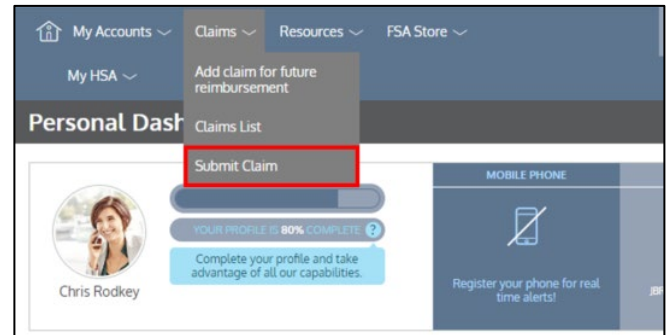 My Accounts Claims Resources FSA Store
My HSA
Add claim for future
reimbursement
Claims List
Submit Claim
Personal Dash
YOUR PROFILE IS 80% COMPLETE ?
Complete your profile and take
advantage of all our capabilities.
Chris Rodkey
MOBILE PHONE
Register your phone for real
time alerts!